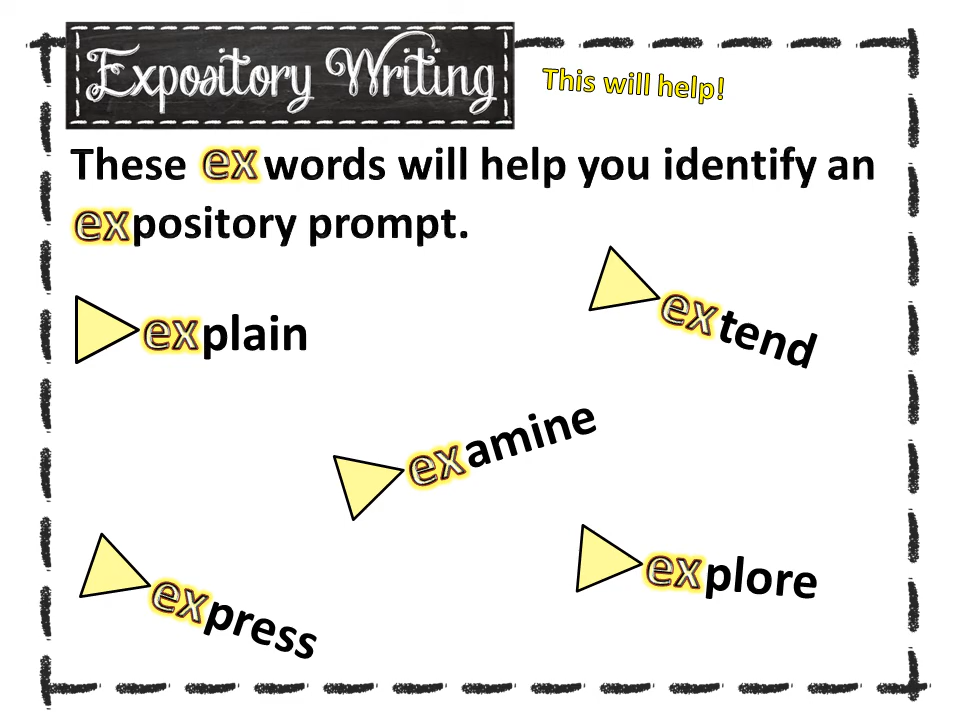 Expository Writing
This will help!
These ex words will help you identify an
expository prompt.
extend
explain
examine
explore
express